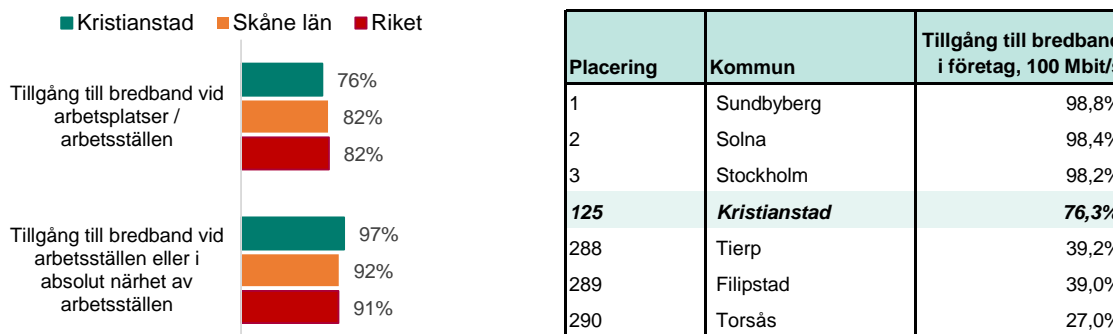 Kristianstad Skåne län Riket
Tillgång till bredband vid
arbetsplatser /
arbetsställen
76%
82%
82%
Tillgång till bredband vid
arbetsställen eller i
absolut närhet av
arbetsställen
97%
92%
91%
Placering Kommun Tillgång till bredband
i företag, 100 Mbit/s
1 Sundbyberg 98,8%
2 Solna 98,4%
3 Stockholm 98,2%
125 Kristianstad 76,3%
288 Tierp 39,2%
289 Filipstad 39,0%
290 Torsås 27,0%